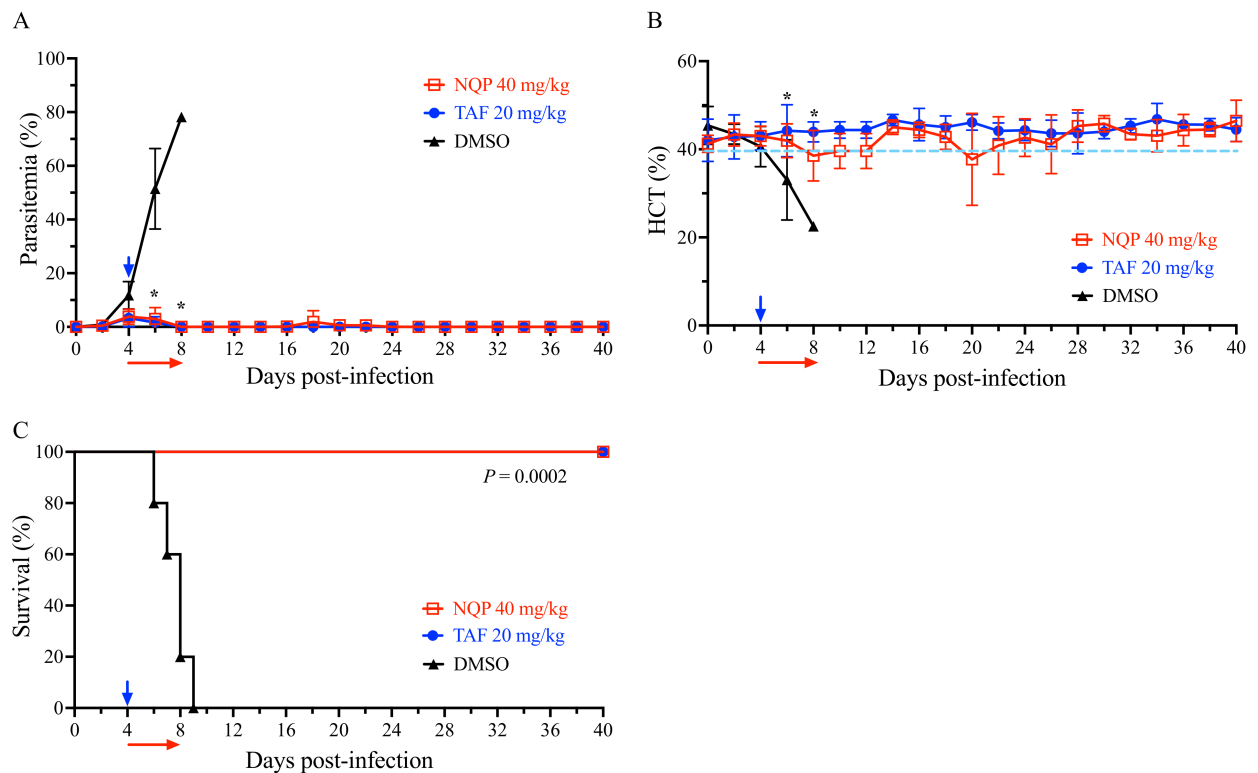 A
Parasitemia (%)
100
80
60
40
20
0
NQP 40 mg/kg
TAF 20 mg/kg
DMSO
*
*
0 4 8 12 16 20 24 28 32 36 40
Days post-infection
B
HCT (%)
60
40
20
0
*
*
NQP 40 mg/kg
TAF 20 mg/kg
DMSO
0 4 8 12 16 20 24 28 32 36 40
Days post-infection
C
Survival (%)
100
80
60
40
20
0
P = 0.0002
NQP 40 mg/kg
TAF 20 mg/kg
DMSO
0 4 8 12 16 20 24 28 32 36 40
Days post-infection